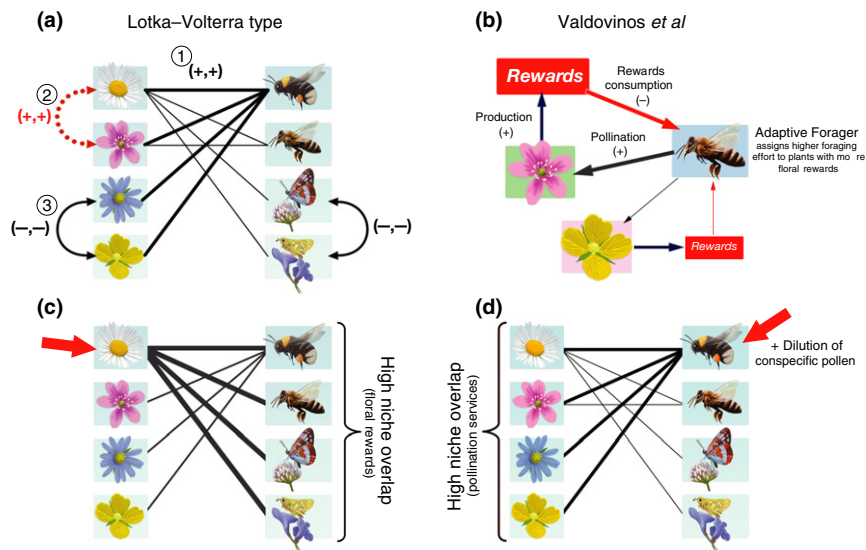 (a)
Lotka–Volterra type
①
(+,+)
②
(+,+)
③
(–,–)
(–,–)
(b)
Valdovinos et al
Rewards
Rewards
consumption
(–)
Production
(+)
Pollination
(+)
Adaptive Forager
assigns higher foraging
effort to plants with mo re
floral rewards
Rewards
(c)
High niche overlap
(floral rewards)
(d)
High niche overlap
(pollination services)
+ Dilution of
conspecific pollen